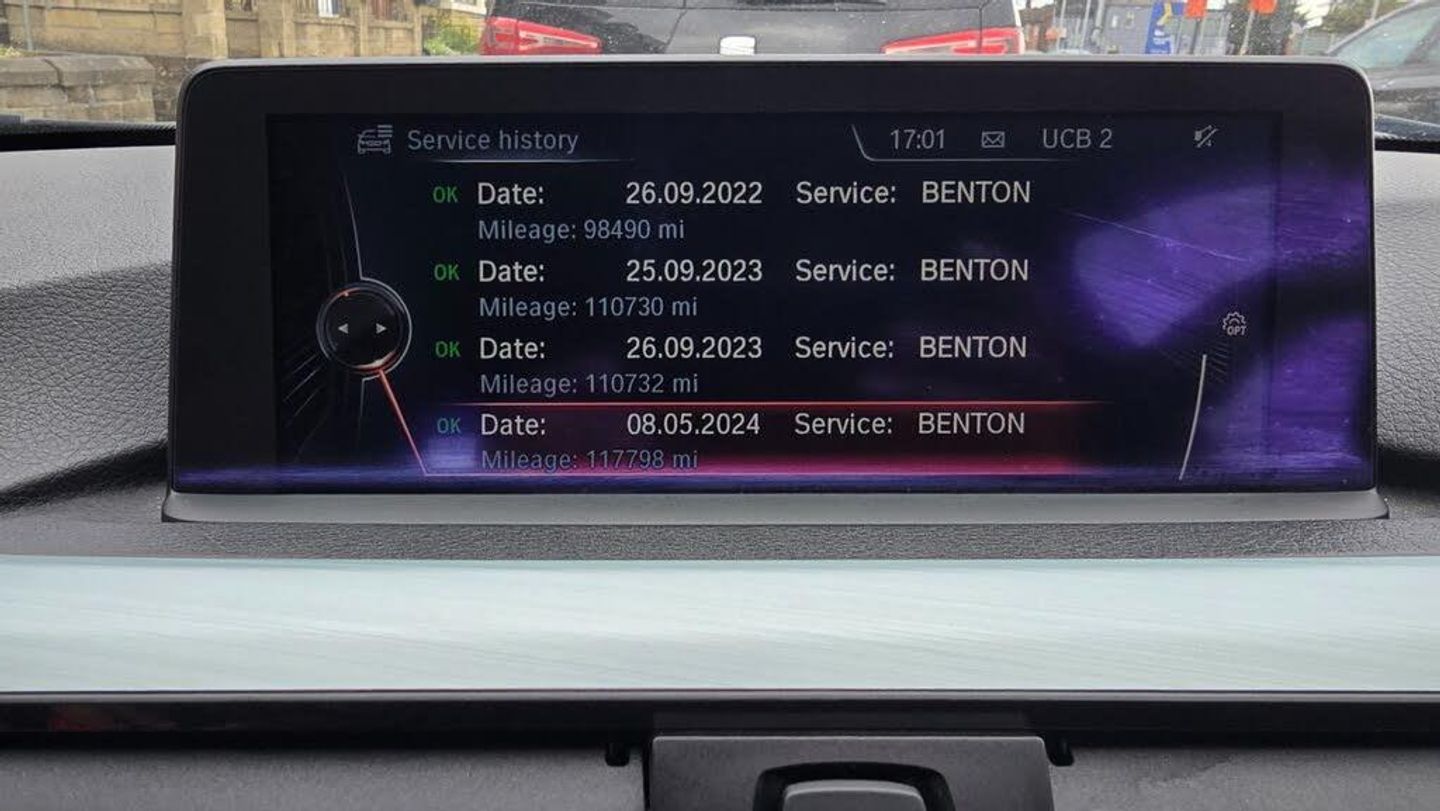 Service history 17:01 UCB 2
OK Date: 26.09.2022 Service: BENTON
Mileage: 98490 mi
OK Date: 25.09.2023 Service: BENTON
Mileage: 110730 mi
OPT
OK Date: 26.09.2023 Service: BENTON
Mileage: 110732 mi
OK Date: 08.05.2024 Service: BENTON
Mileage: 117798 mi